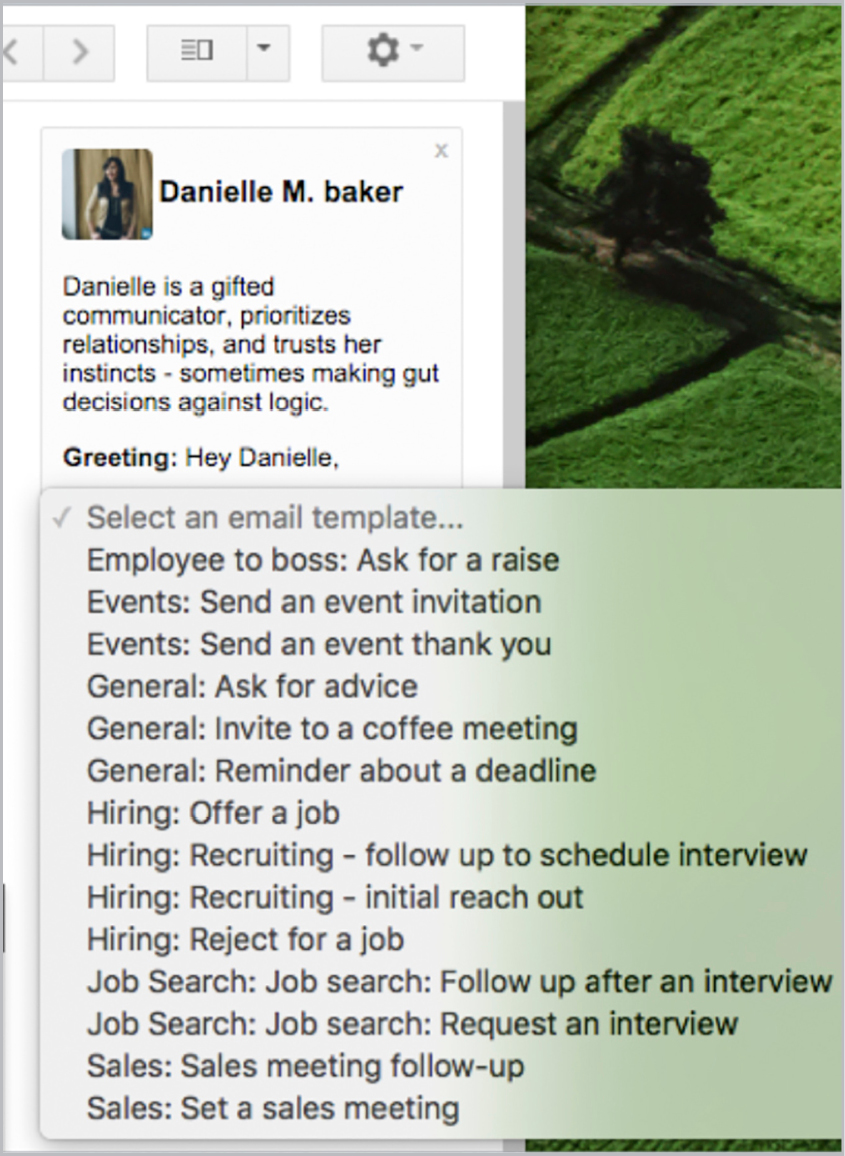 x
Danielle M. baker
Danielle is a gifted
communicator, prioritizes
relationships, and trusts her
instincts - sometimes making gut
decisions against logic.
Greeting: Hey Danielle,
✓ Select an email template...
Employee to boss: Ask for a raise
Events: Send an event invitation
Events: Send an event thank you
General: Ask for advice
General: Invite to a coffee meeting
General: Reminder about a deadline
Hiring: Offer a job
Hiring: Recruiting - follow up to schedule interview
Hiring: Recruiting - initial reach out
Hiring: Reject for a job
Job Search: Job search: Follow up after an interview
Job Search: Job search: Request an interview
Sales: Sales meeting follow-up
Sales: Set a sales meeting